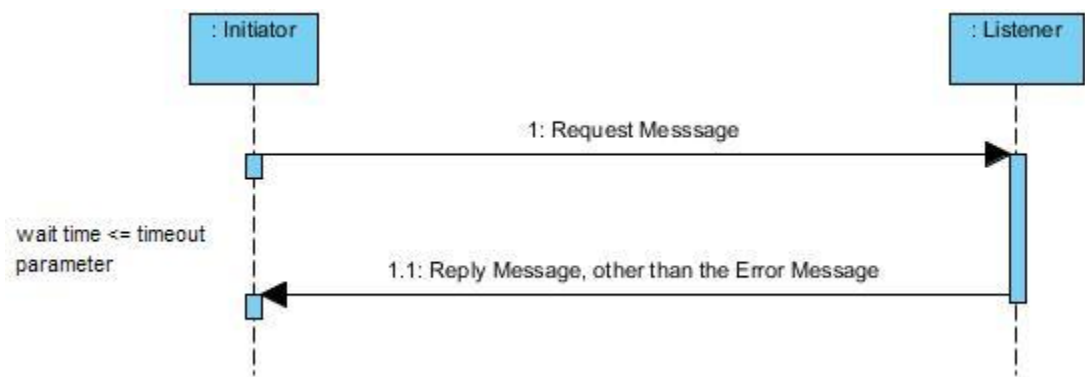 : Initiator
: Listener
1: Request Messsage
wait time <= timeout
parameter
1.1: Reply Message, other than the Error Message